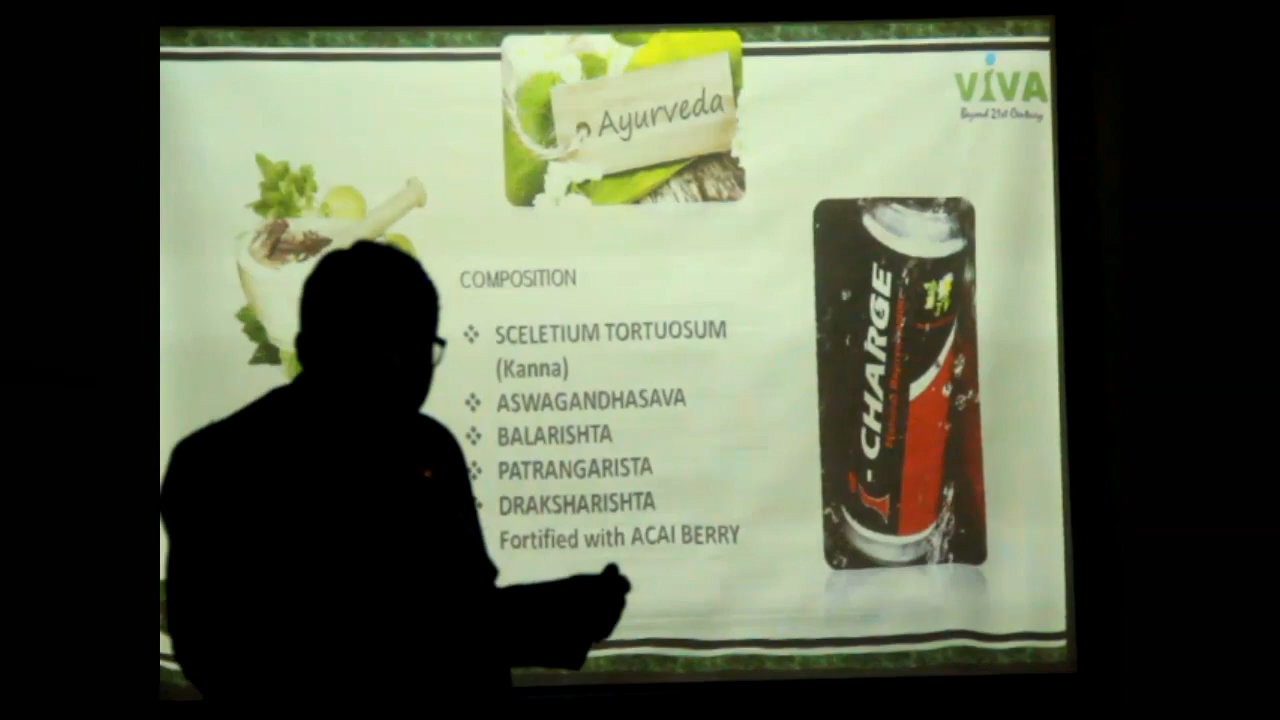 Ayurveda
ViVA
Beyond 21st Century
COMPOSITION
SCELETIUM TORTUOSUM
(Kanna)
ASWAGANDHASAVA
BALARISHTA
PATRANGARISTA
DRAKSHARISHTA
Fortified with ACAI BERRY
i-CHARGE